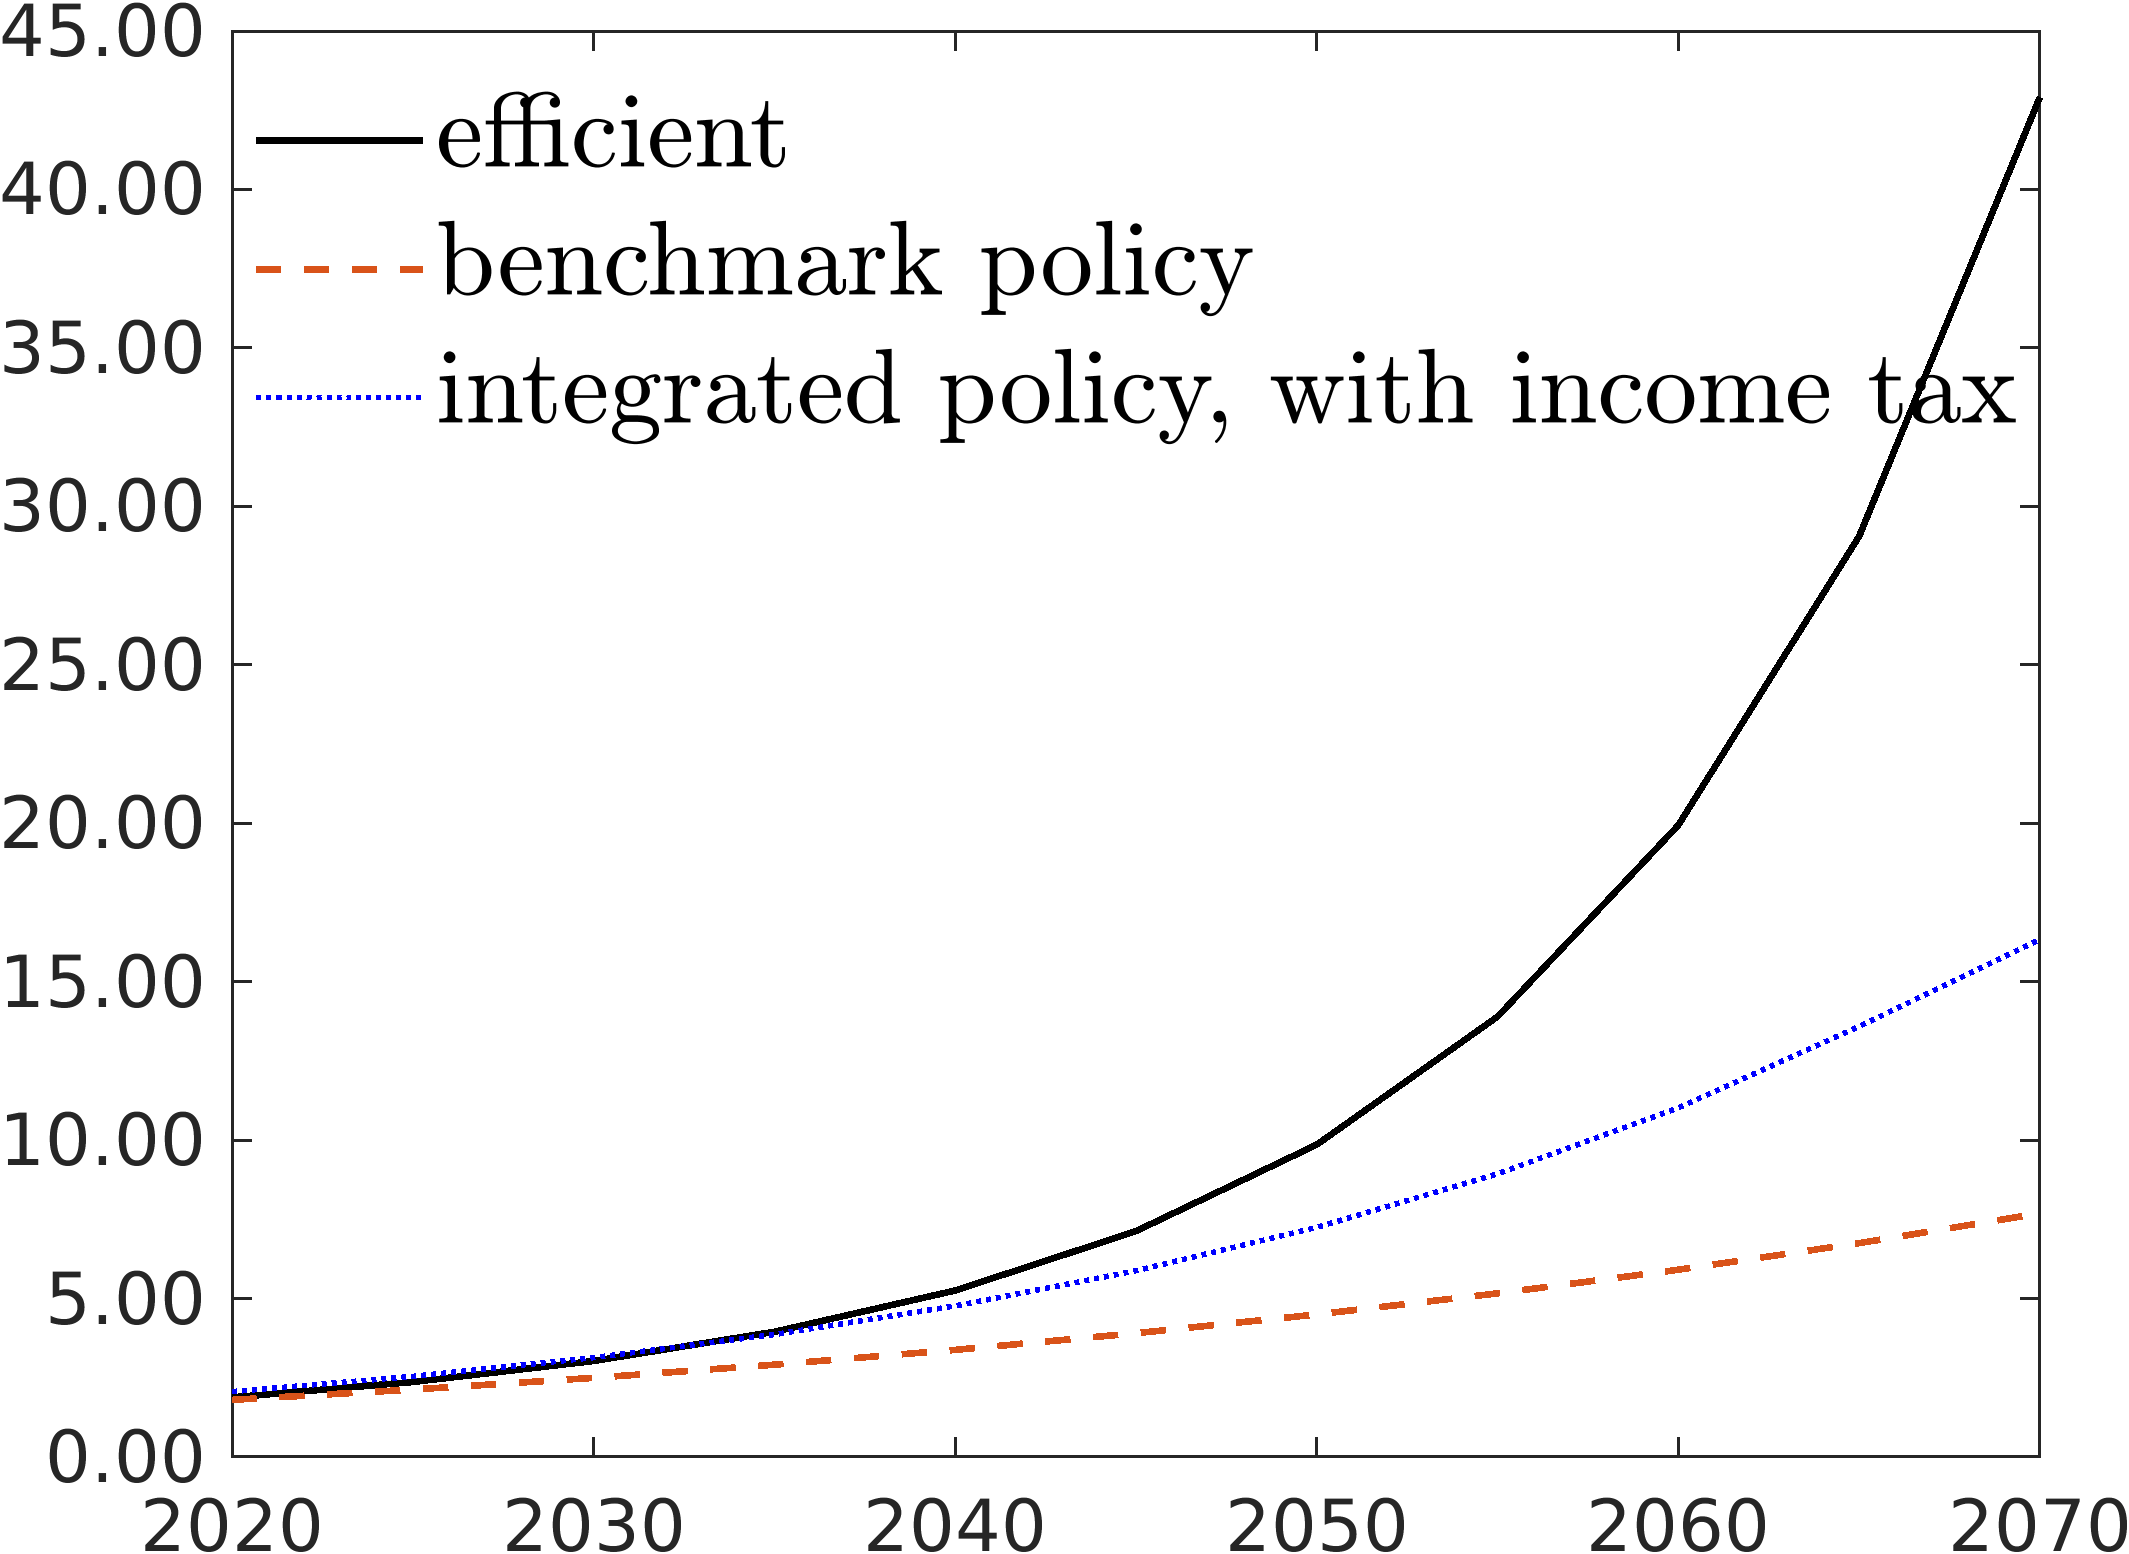 45.00
40.00
35.00
30.00
25.00
20.00
15.00
10.00
5.00
0.00
efficient
benchmark policy
integrated policy, with income tax
2020 2030 2040 2050 2060 2070